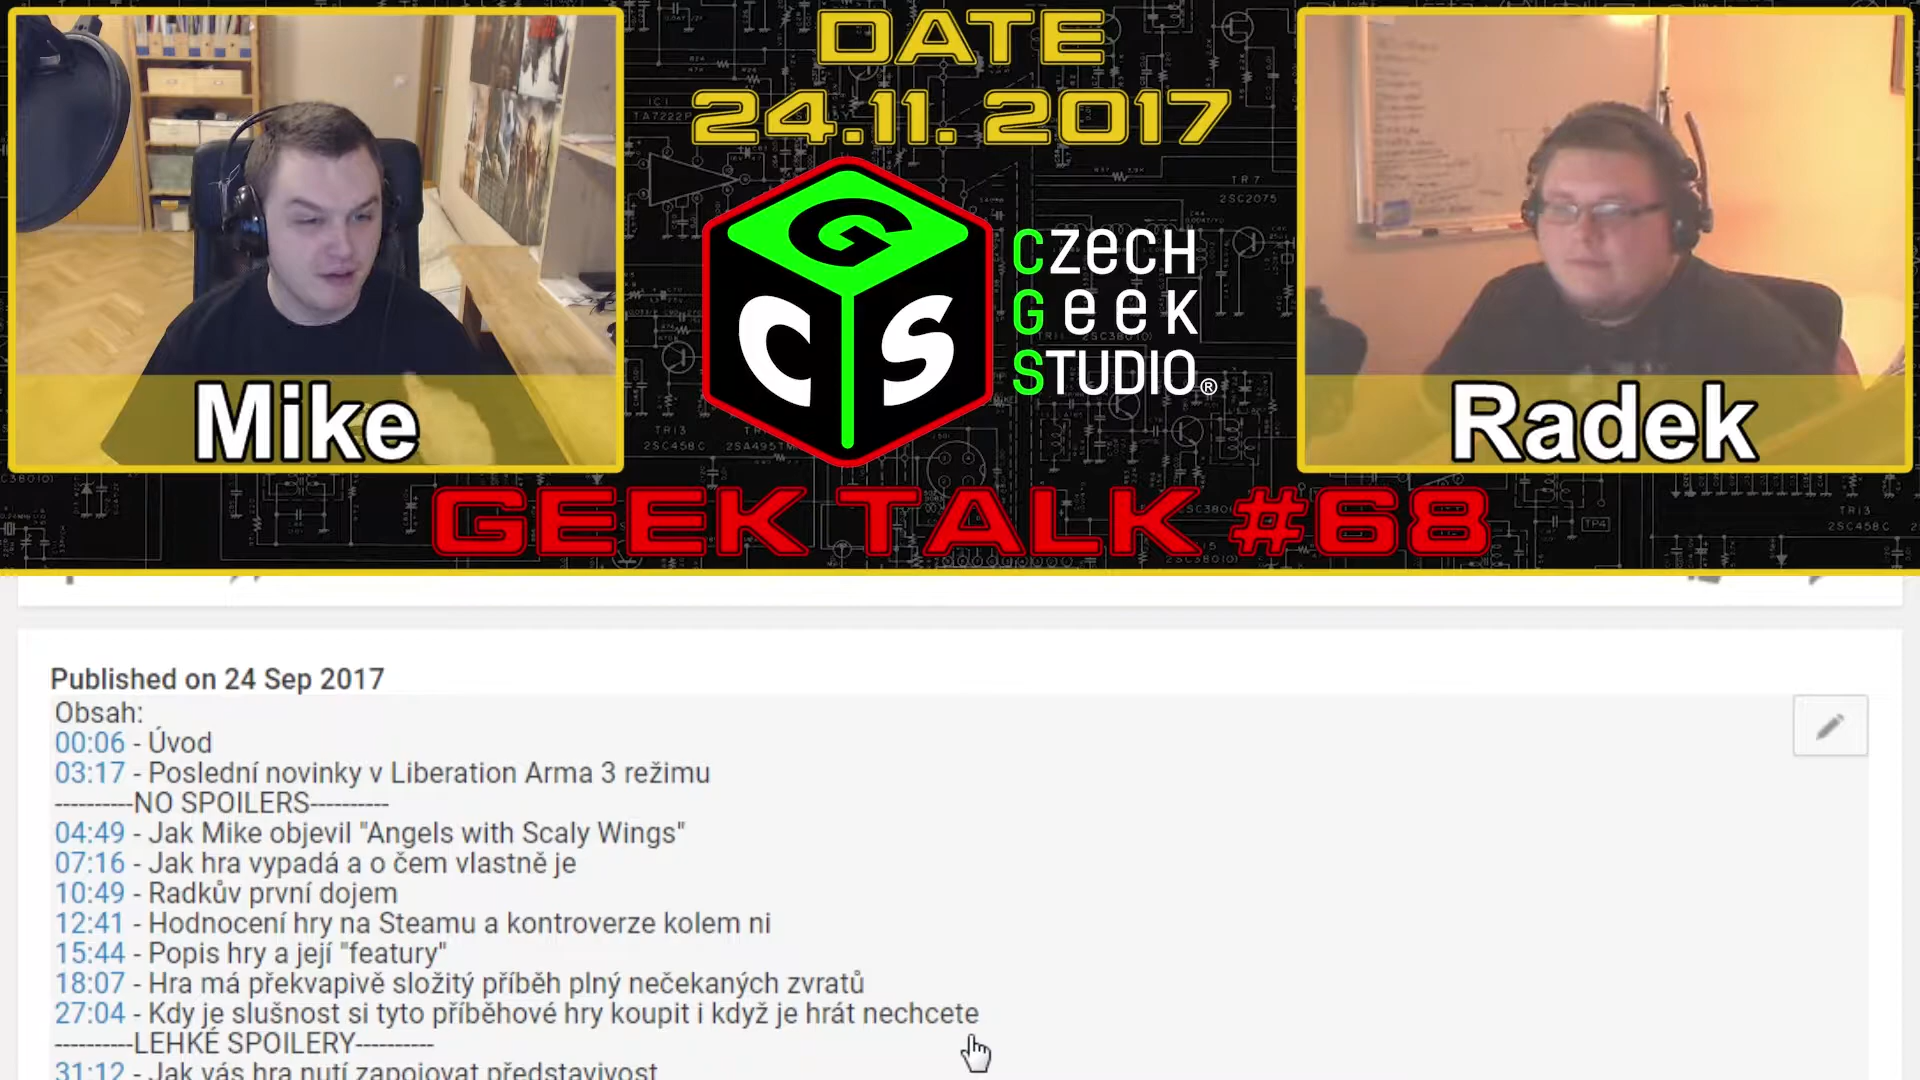 DATE
24.11. 2017
G
C S
CZECH
GEEK
STUDIO®
Mike
Radek
GEEK TALK #68
Published on 24 Sep 2017
Obsah:
00:06 - Úvod
03:17 - Poslední novinky v Liberation Arma 3 režimu
----------NO SPOILERS----------
04:49 - Jak Mike objevil "Angels with Scaly Wings"
07:16 - Jak hra vypadá a o čem vlastně je
10:49 - Radkův první dojem
12:41 - Hodnocení hry na Steamu a kontroverze kolem ni
15:44 - Popis hry a její "featury"
18:07 - Hra má překvapivě složitý příběh plný nečekaných zvratů
27:04 - Kdy je slušnost si tyto příběhové hry koupit i když je hrát nechcete
----------LEHKÉ SPOILERY----------
31:12 - Jak vás hra nutí zapojovat představivost